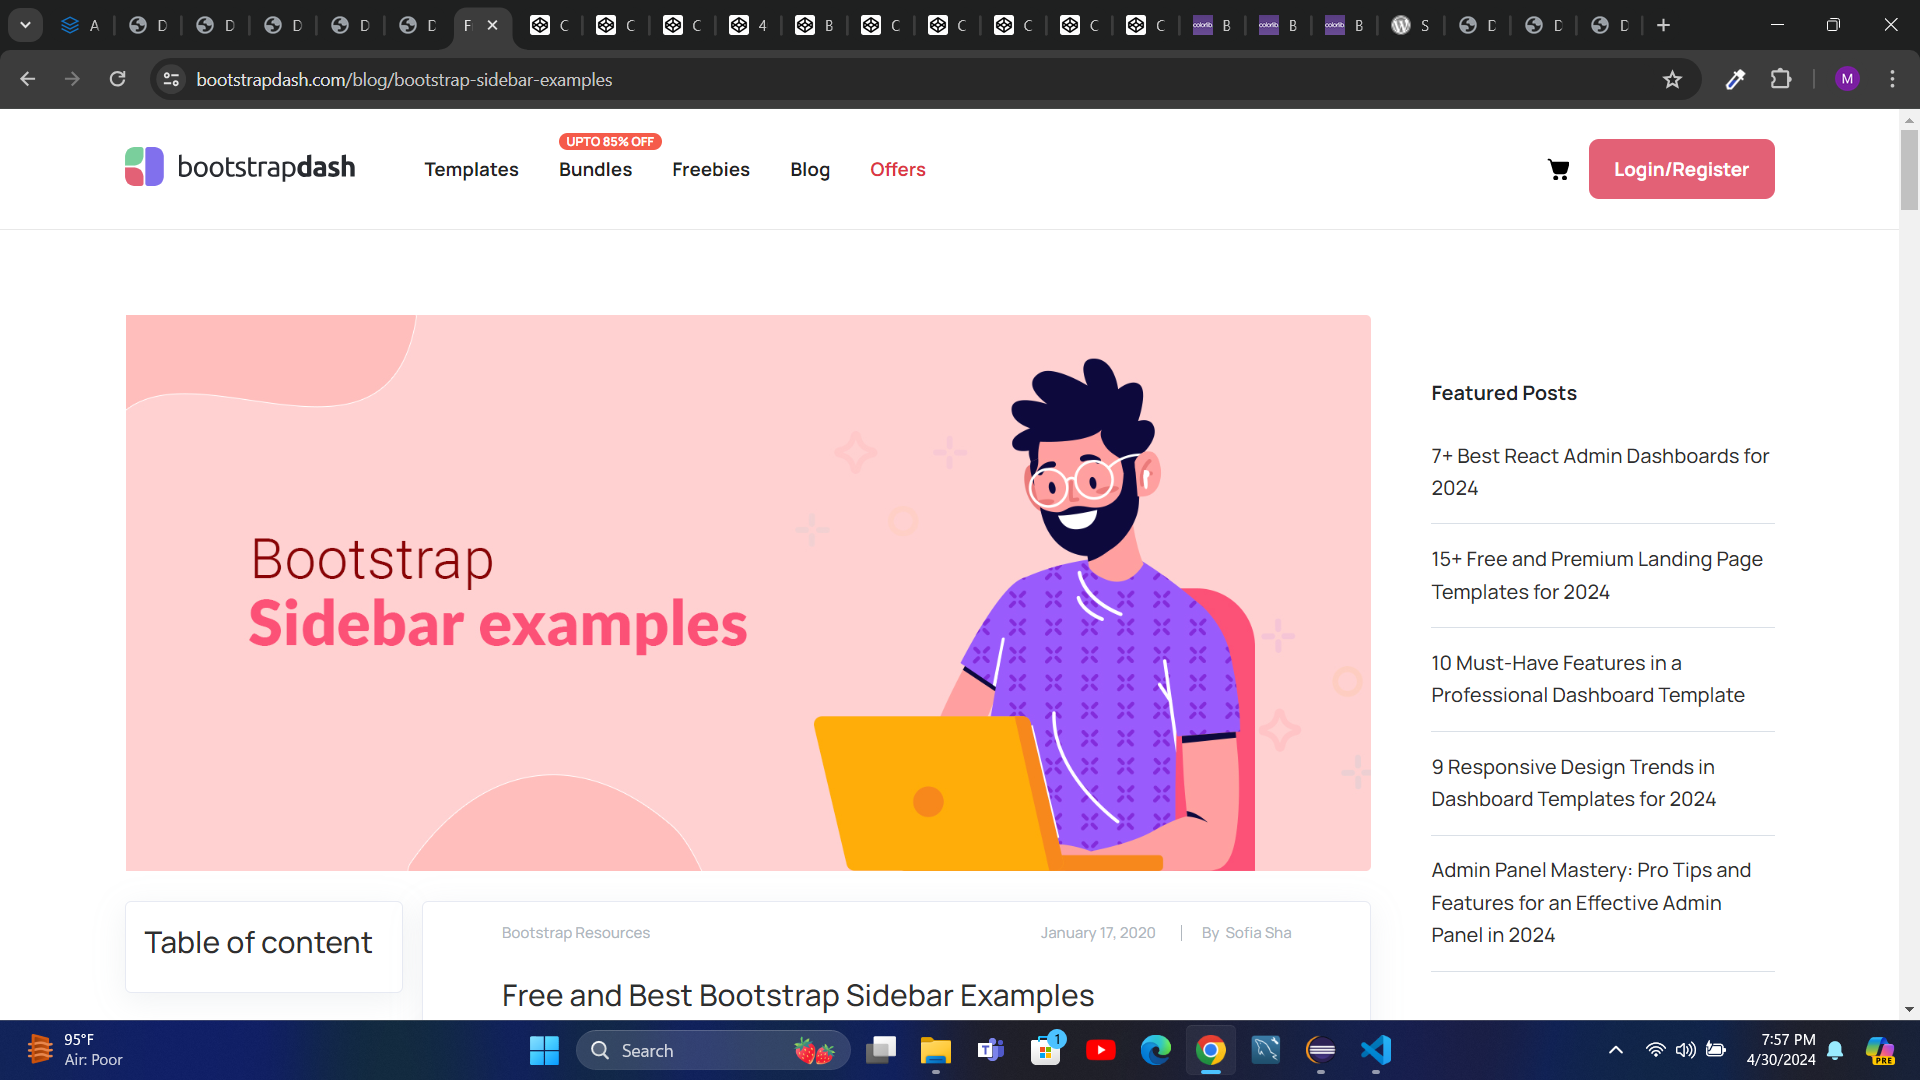 A
D
D
D
D
D
F
C
C
C
4
B
C
C
C
C
C
colorlib.
B
colorlib.
B
colorlib.
B
S
D
D
D
bootstrapdash.com/blog/bootstrap-sidebar-examples
M
bootstrapdash
Templates
UPTO 85% OFF
Bundles
Freebies
Blog
Offers
Login/Register
Bootstrap
Sidebar examples
Featured Posts
7+ Best React Admin Dashboards for
2024
15+ Free and Premium Landing Page
Templates for 2024
10 Must-Have Features in a
Professional Dashboard Template
9 Responsive Design Trends in
Dashboard Templates for 2024
Admin Panel Mastery: Pro Tips and
Features for an Effective Admin
Panel in 2024
Table of content
Bootstrap Resources
January 17, 2020
By Sofia Sha
Free and Best Bootstrap Sidebar Examples
95°F
Air: Poor
Search
1
7:57 PM
4/30/2024
PRE